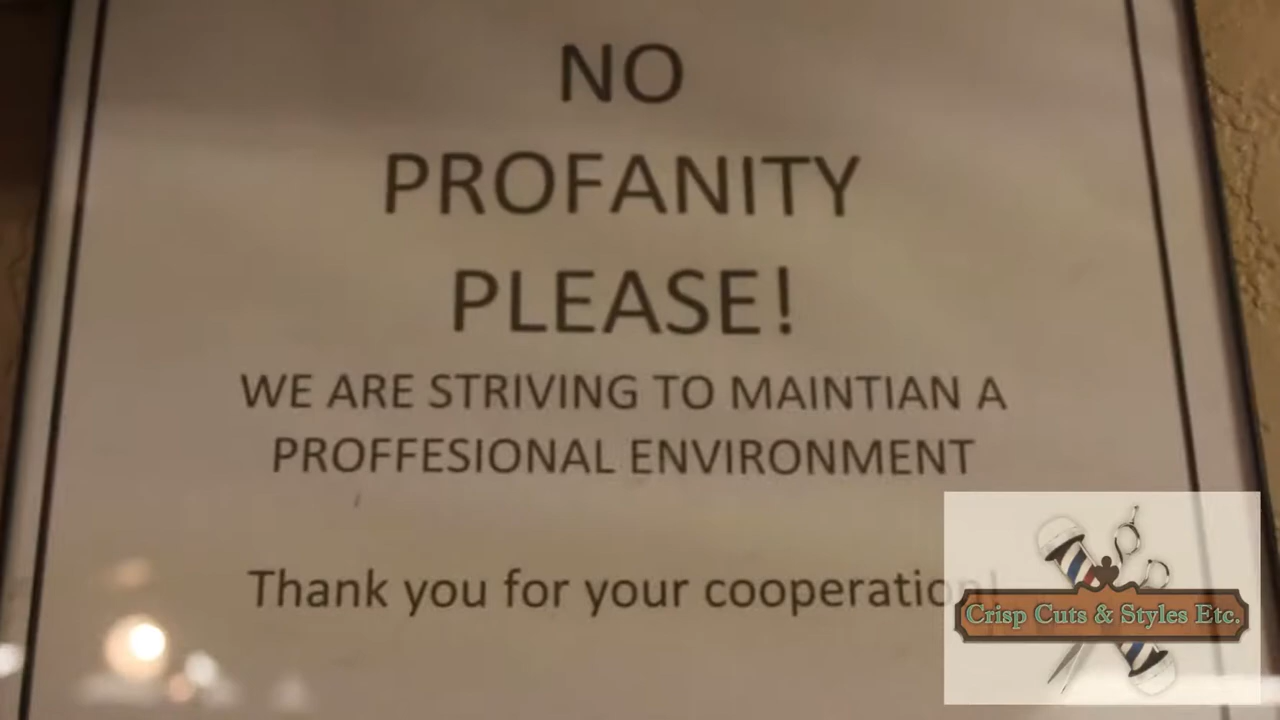 NO
PROFANITY
PLEASE!
WE ARE STRIVING TO MAINTIAN A
PROFFESIONAL ENVIRONMENT
Thank you for your cooperation!
Crisp Cuts & Styles Etc.